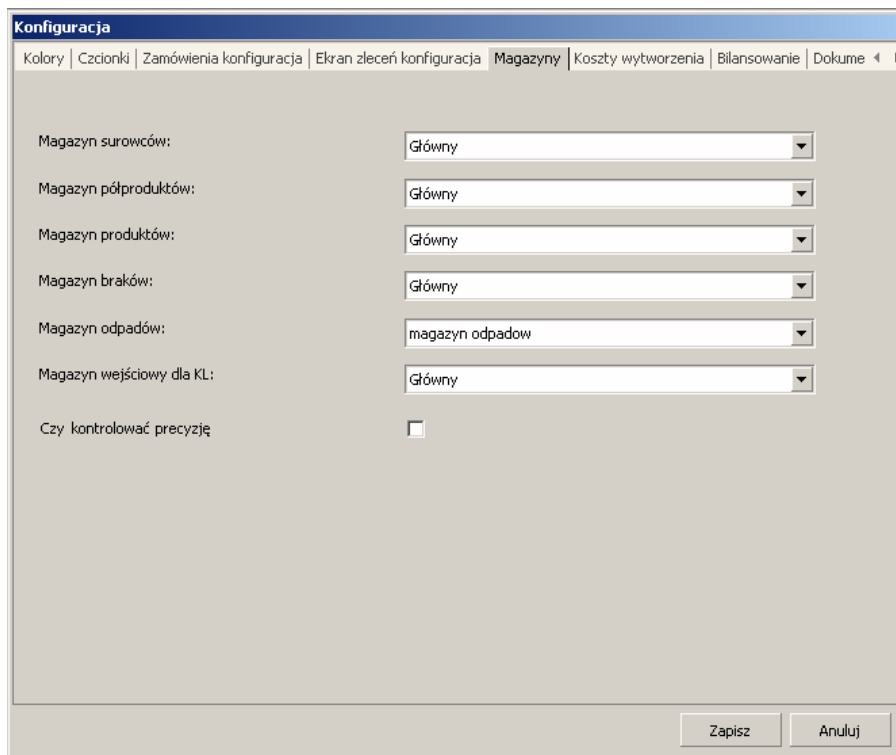 Konfiguracja
Kolory Czcionki Zamówienia konfiguracja Ekran zleceń konfiguracja Magazyny Koszty wytworzenia Bilansowanie Dokume
Magazyn surowców: Główny
Magazyn półproduktów: Główny
Magazyn produktów: Główny
Magazyn braków: Główny
Magazyn odpadów: magazyn odpadow
Magazyn wejściowy dla KL: Główny
Czy kontrolować precyzję
Zapisz Anuluj